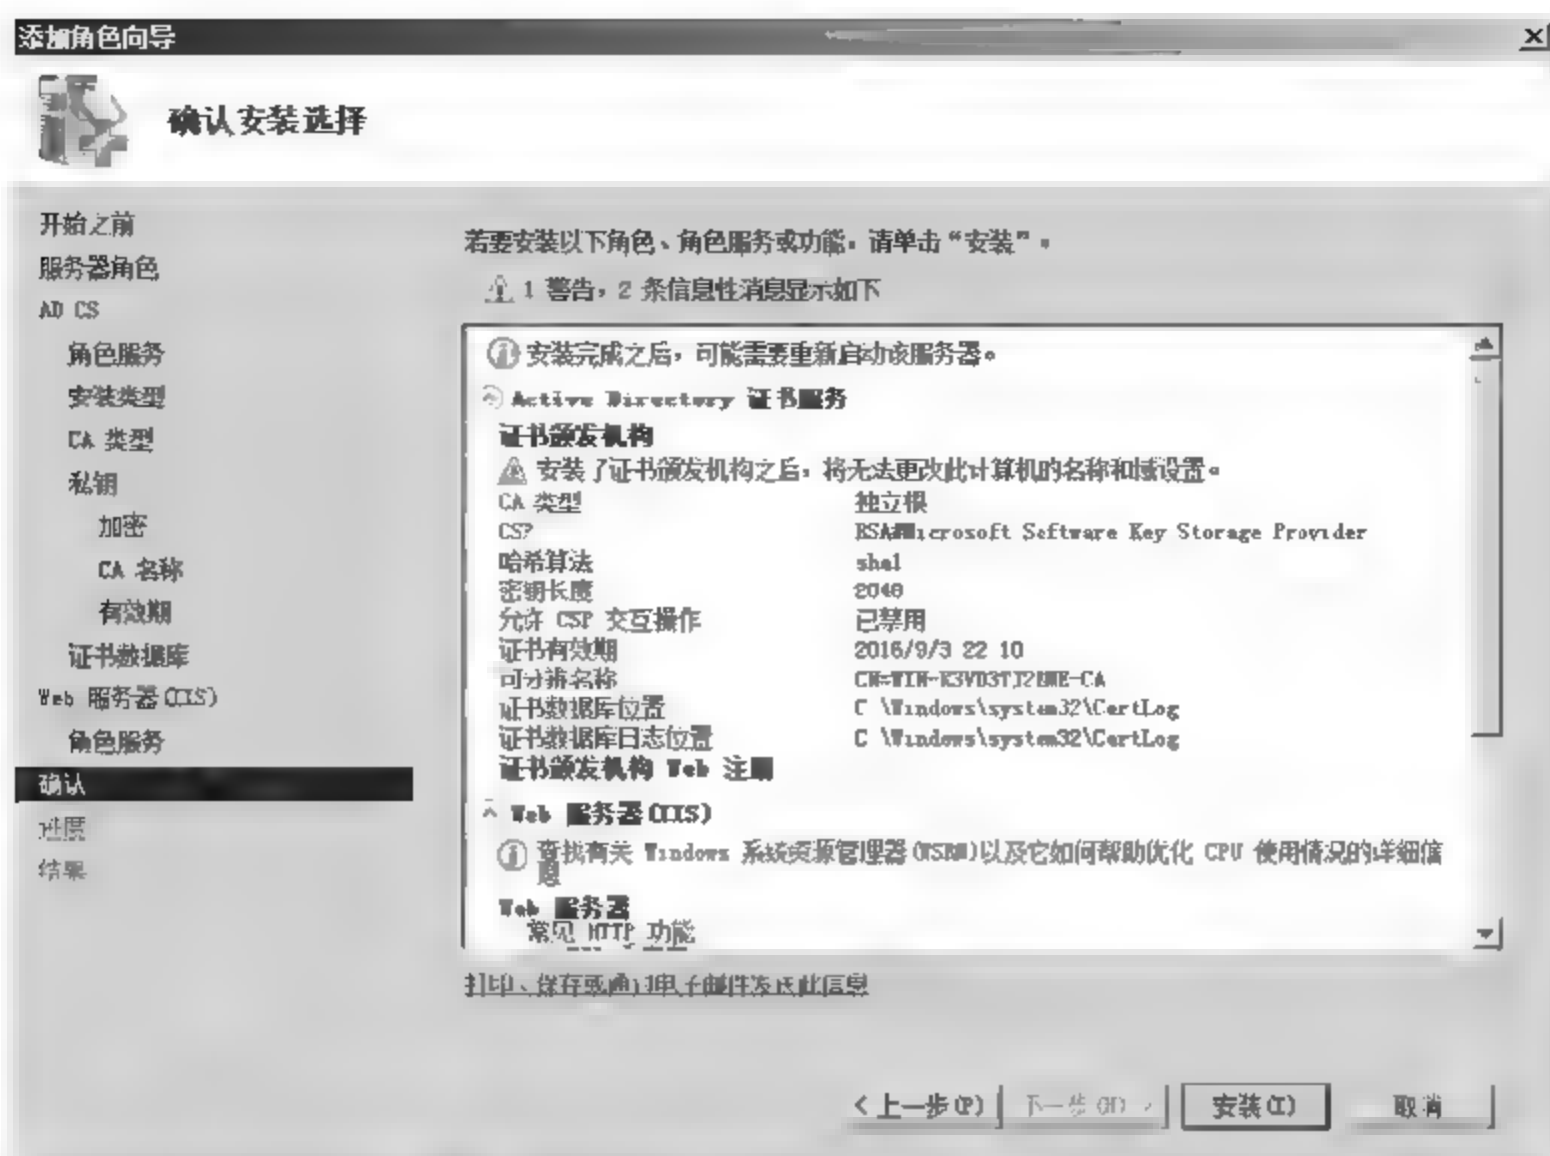 添加角色向导
确认安装选择
开始之前
服务器角色
AD CS
角色服务
安装类型
CA 类型
私钥
加密
CA 名称
有效期
证书数据库
Web 服务器(IIS)
角色服务
确认
进度
结果
若要安装以下角色、角色服务或功能，请单击“安装”。
1 警告，2 条信息性消息显示如下
安装完成之后，可能需要重新启动该服务器。
Active Directory 证书服务
证书颁发机构
安装了证书颁发机构之后，将无法更改此计算机的名称和域设置。
CA 类型 独立根
CSP RSA#Microsoft Software Key Storage Provider
哈希算法 sha1
密钥长度 2048
允许 CSP 交互操作 已禁用
证书有效期 2016/9/3 22 10
可分辨名称
证书数据库位置 C \Windows\system32\CertLog
证书数据库日志位置 C \Windows\system32\CertLog
证书颁发机构 Web 注册
Web 服务器(IIS)
查找有关 Windows 系统资源管理器(WSRM)以及它如何帮助优化 CPU 使用情况的详细信
息
Web 服务器
常见 HTTP 功能
打印、保存或通过电子邮件发送此信息
< 上一步(P)
下一步(N) >
安装(I)
取消